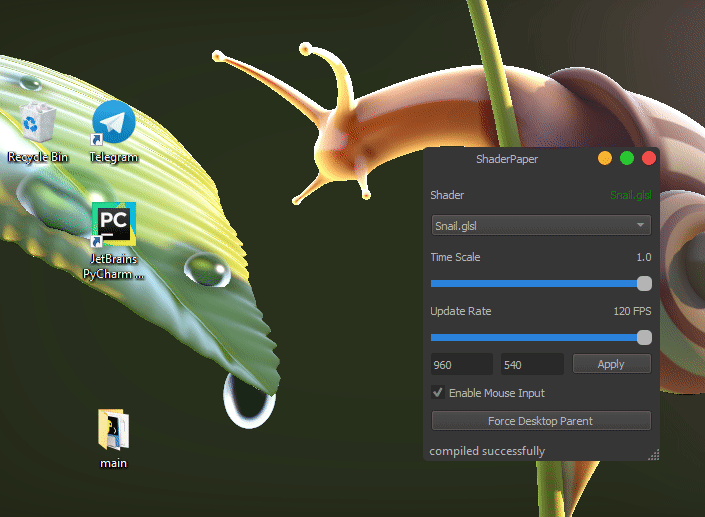 Recycle Bin
Telegram
PC
JetBrains
PyCharm ...
main
ShaderPaper
Shader Snail.glsl
Snail.glsl
Time Scale 1.0
Update Rate 120 FPS
960 540 Apply
Enable Mouse Input
Force Desktop Parent
compiled successfully